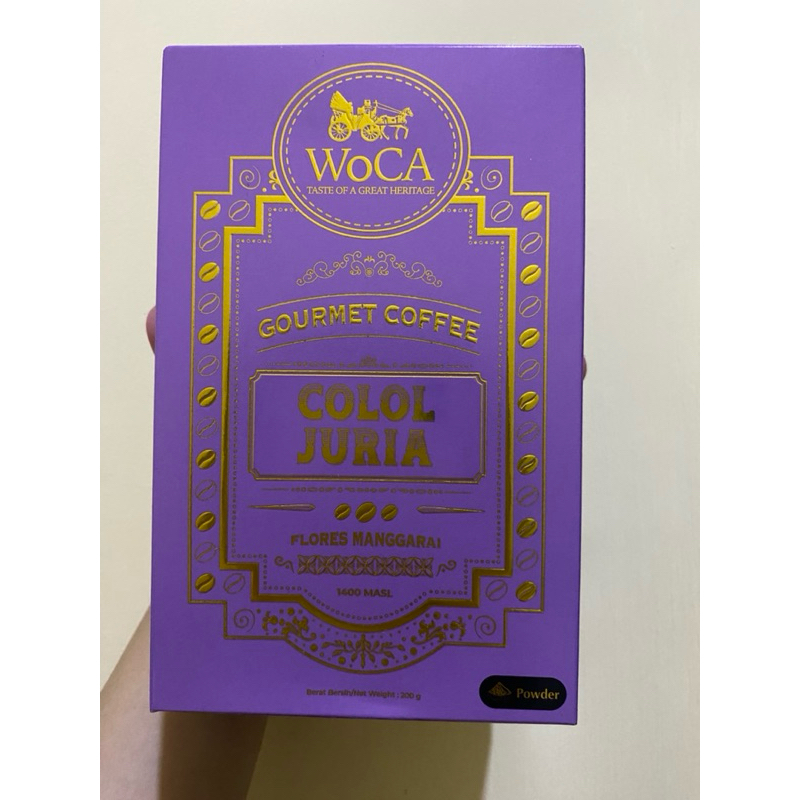 WoCA
TASTE OF A GREAT HERITAGE
GOURMET COFFEE
COLOL
JURIA
FLORES MANGGARAI
1400 MASL
Berat Bersih/Net Weight : 200 g
Powder